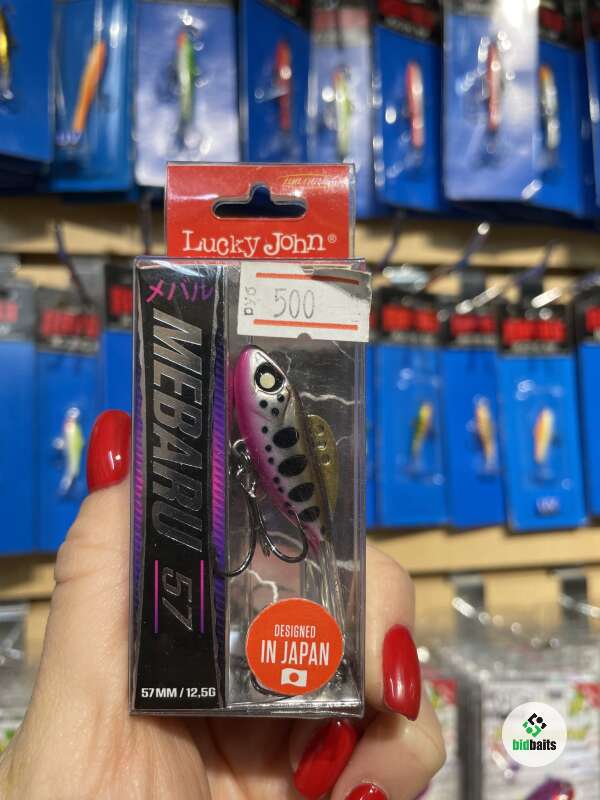 Lucky John®
руб 500
メバル
MEBARU 57
57MM / 12,5G
DESIGNED
IN JAPAN
bidbaits